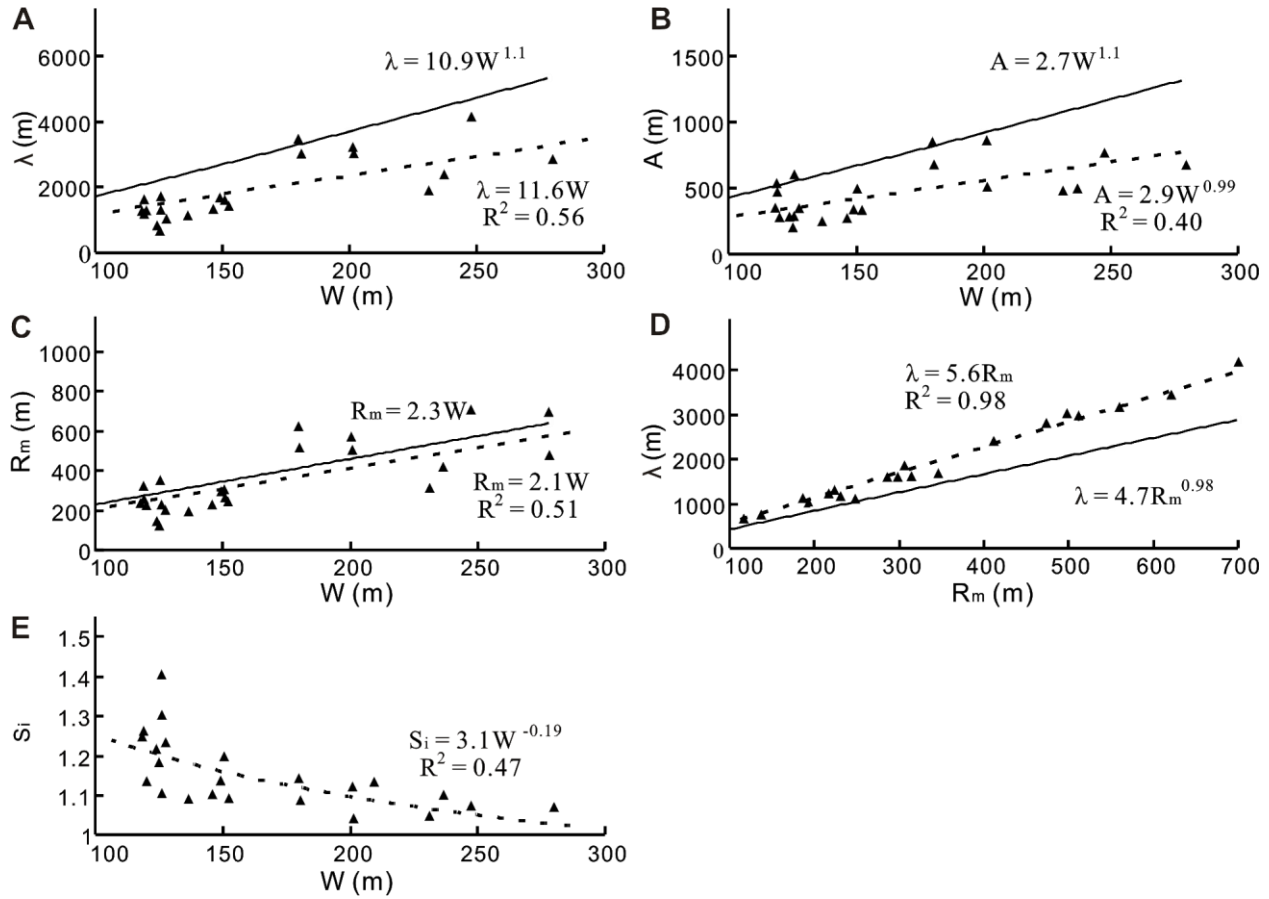 A
6000
4000
2000
0
λ (m)
100 150 200 250 300
W (m)
λ = 10.9W^1.1
λ = 11.6W
R² = 0.56
B
1500
1000
500
0
A (m)
100 150 200 250 300
W (m)
A = 2.7W^1.1
A = 2.9W^0.99
R² = 0.40
C
1000
800
600
400
200
0
Rm (m)
100 150 200 250 300
W (m)
Rm = 2.3W
Rm = 2.1W
R² = 0.51
D
4000
3000
2000
1000
0
λ (m)
100 200 300 400 500 600 700
Rm (m)
λ = 5.6Rm
R² = 0.98
λ = 4.7Rm^0.98
E
1.5
1.4
1.3
1.2
1.1
1
Si
100 150 200 250 300
W (m)
Si = 3.1W^-0.19
R² = 0.47